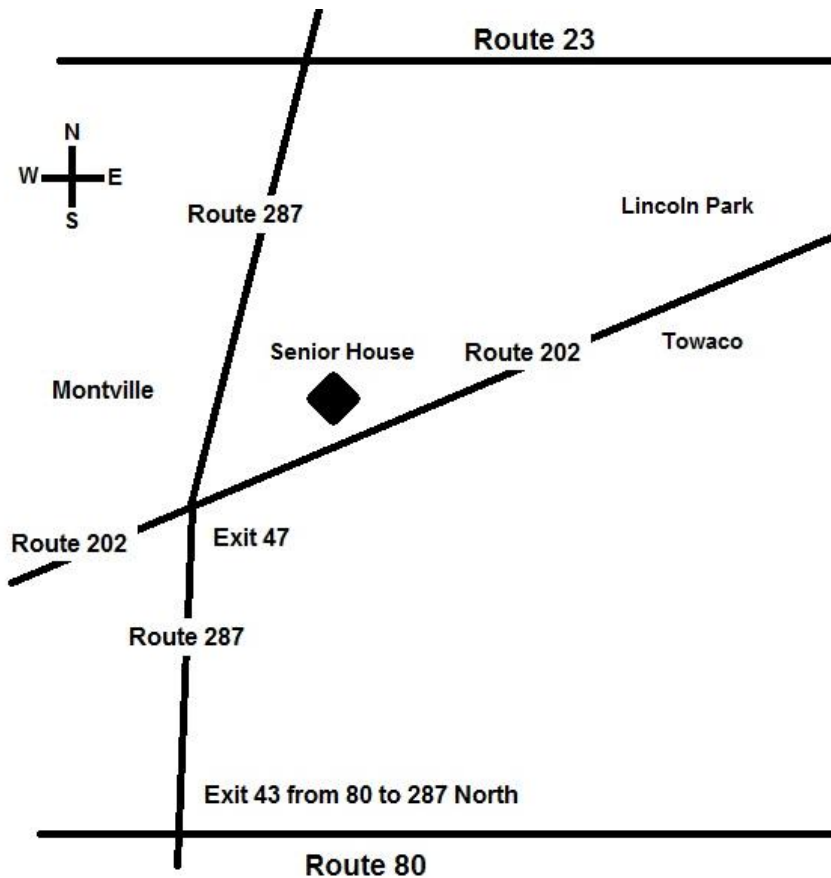 Route 23
N
W E
S
Route 287
Lincoln Park
Senior House
Route 202
Towaco
Montville
Route 202
Exit 47
Route 287
Exit 43 from 80 to 287 North
Route 80